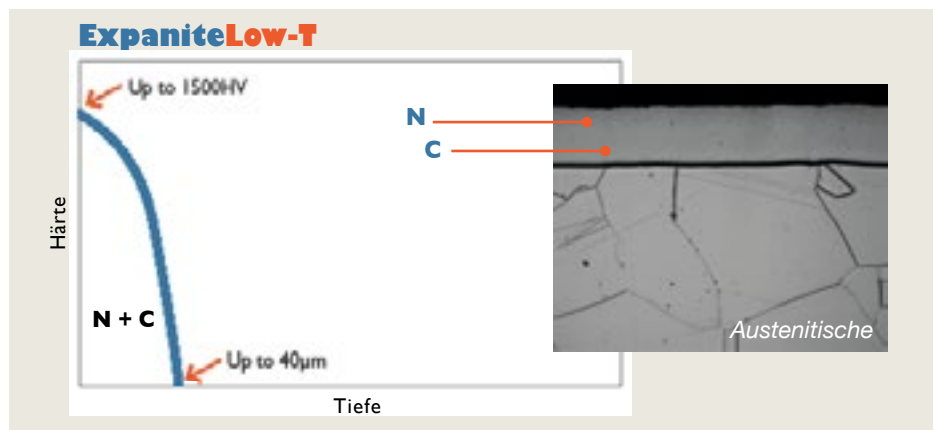 ExpaniteLow-T
Up to 1500HV
N
C
Härte
N + C
Austenitische
Up to 40µm
Tiefe